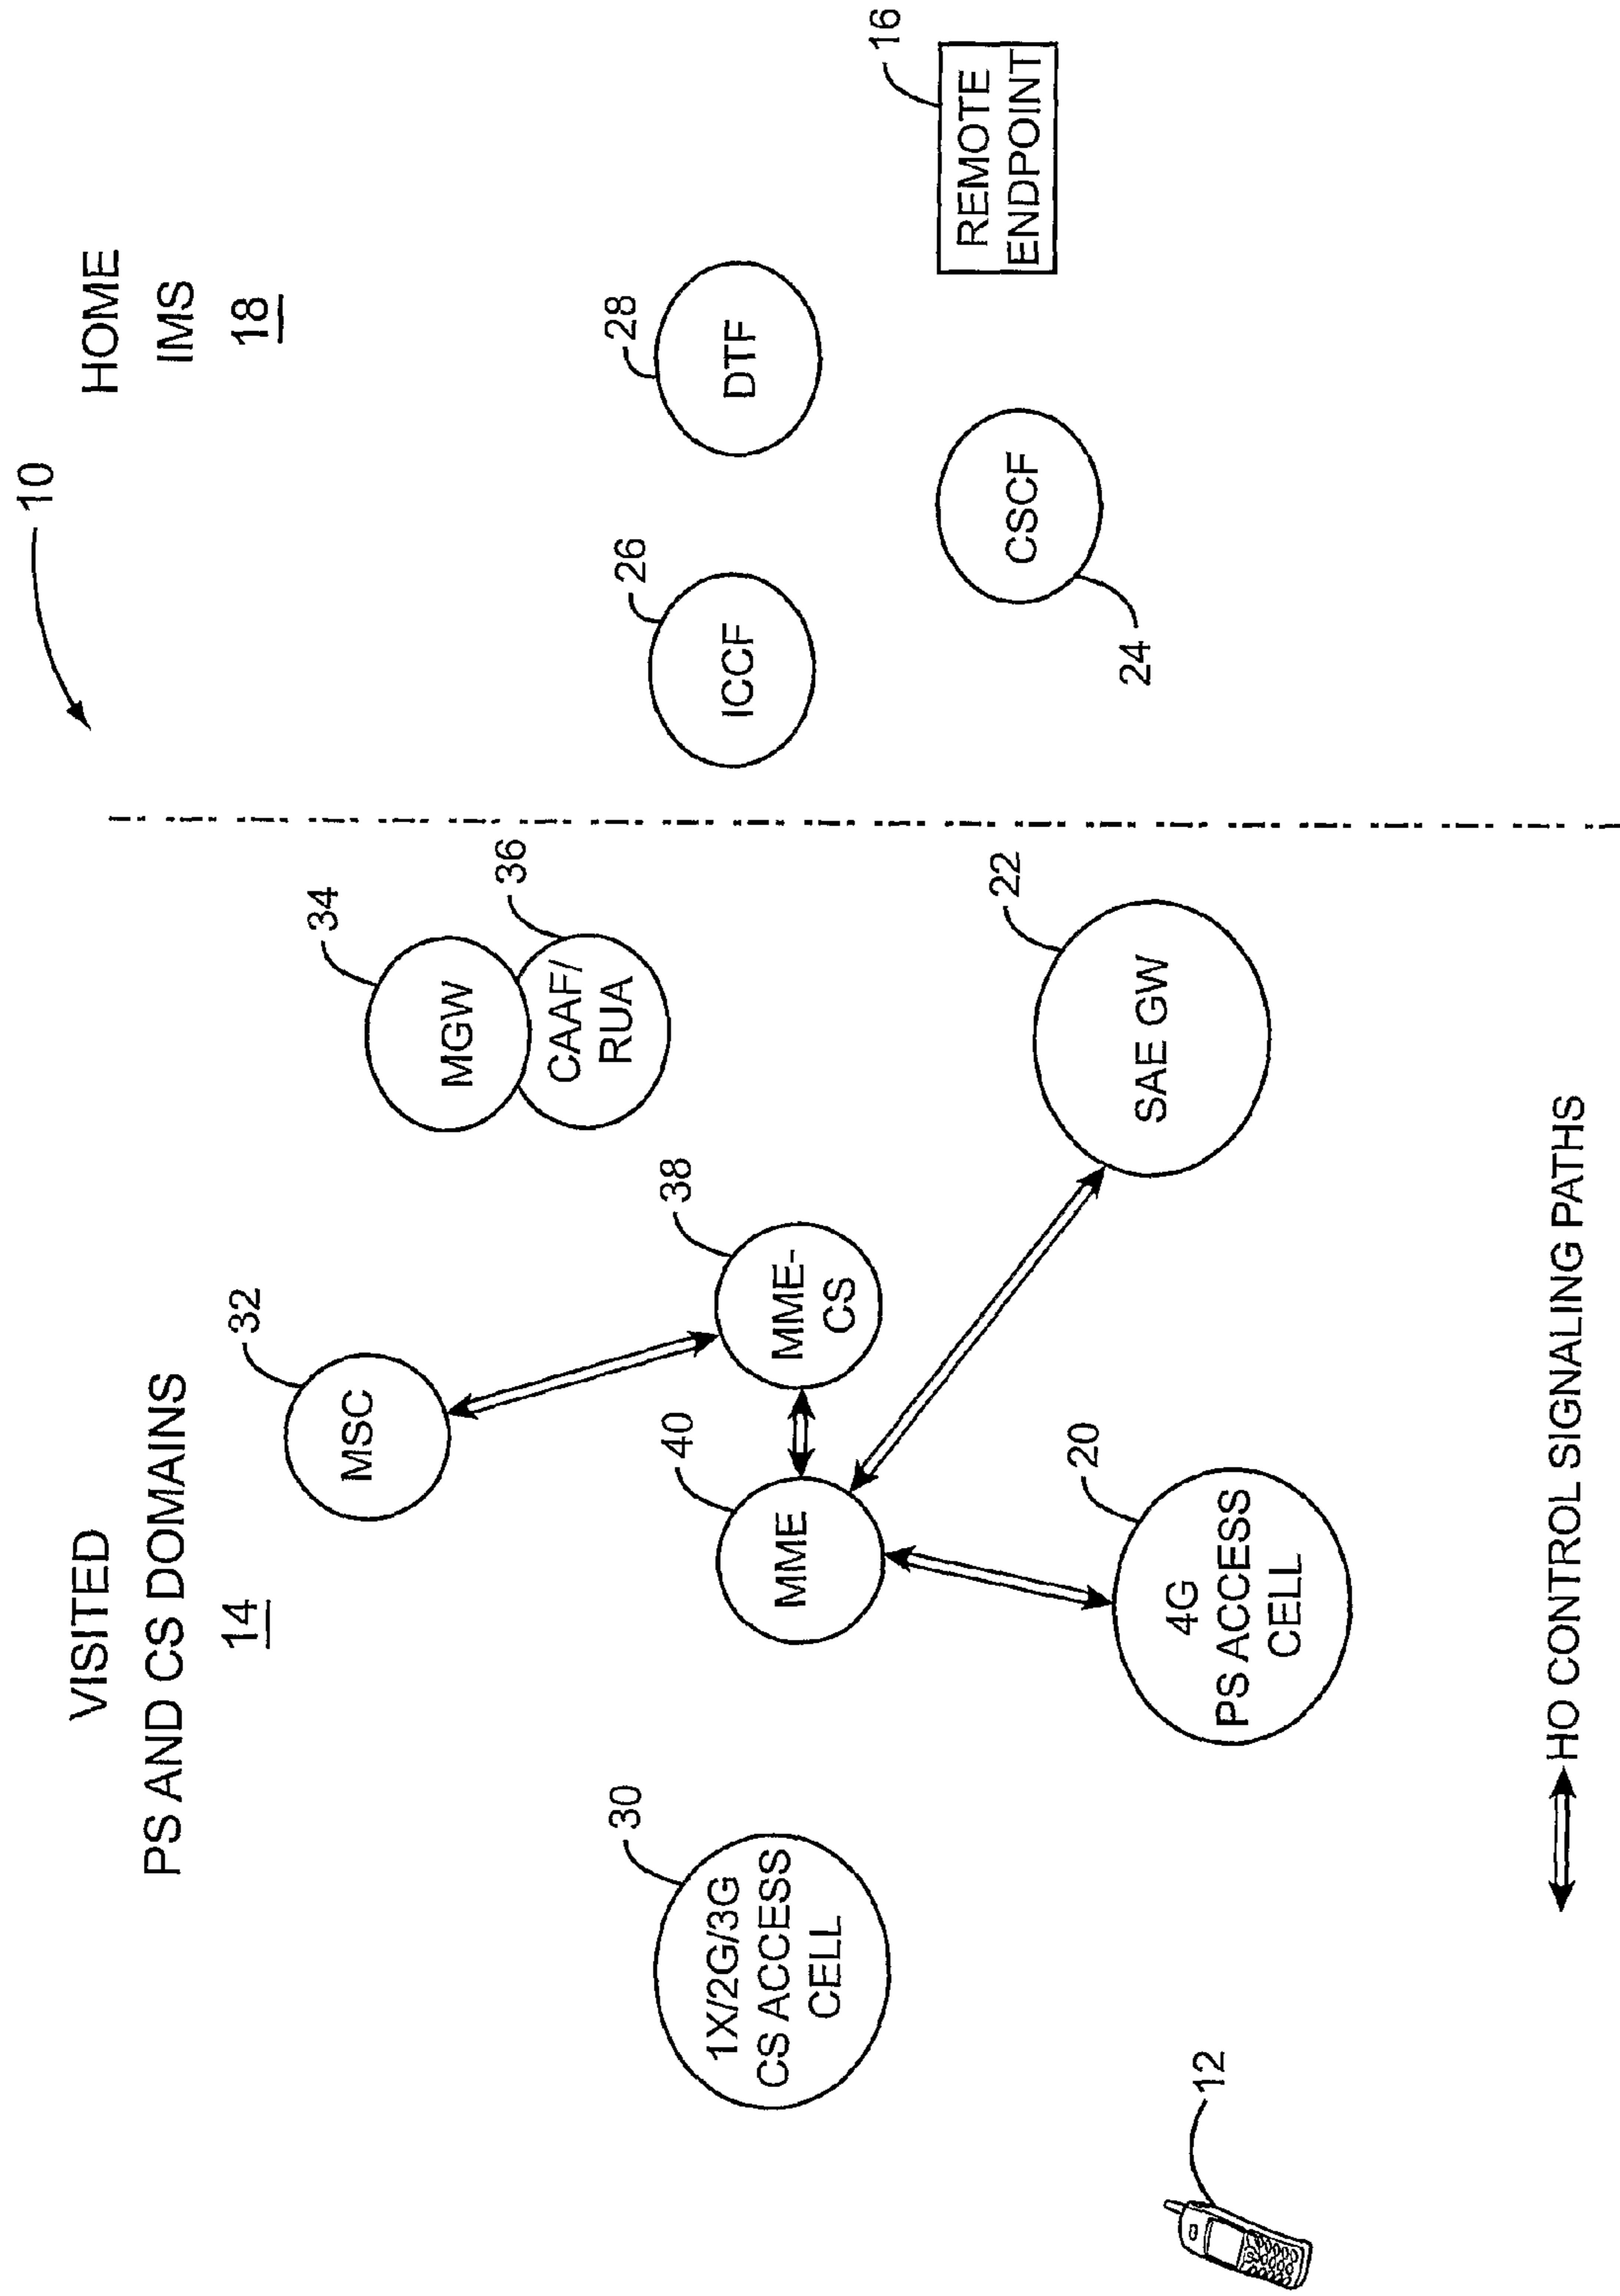 10
VISITED
PS AND CS DOMAINS
14
HOME
IMS
18
32
MSC
34
MGW
36
CAAF/
RUA
30
1X/2G/3G
CS ACCESS
CELL
40
MME
38
MME-
CS
26
ICCF
28
DTF
12
20
4G
PS ACCESS
CELL
22
SAE GW
24
CSCF
16
REMOTE
ENDPOINT
HO CONTROL SIGNALING PATHS